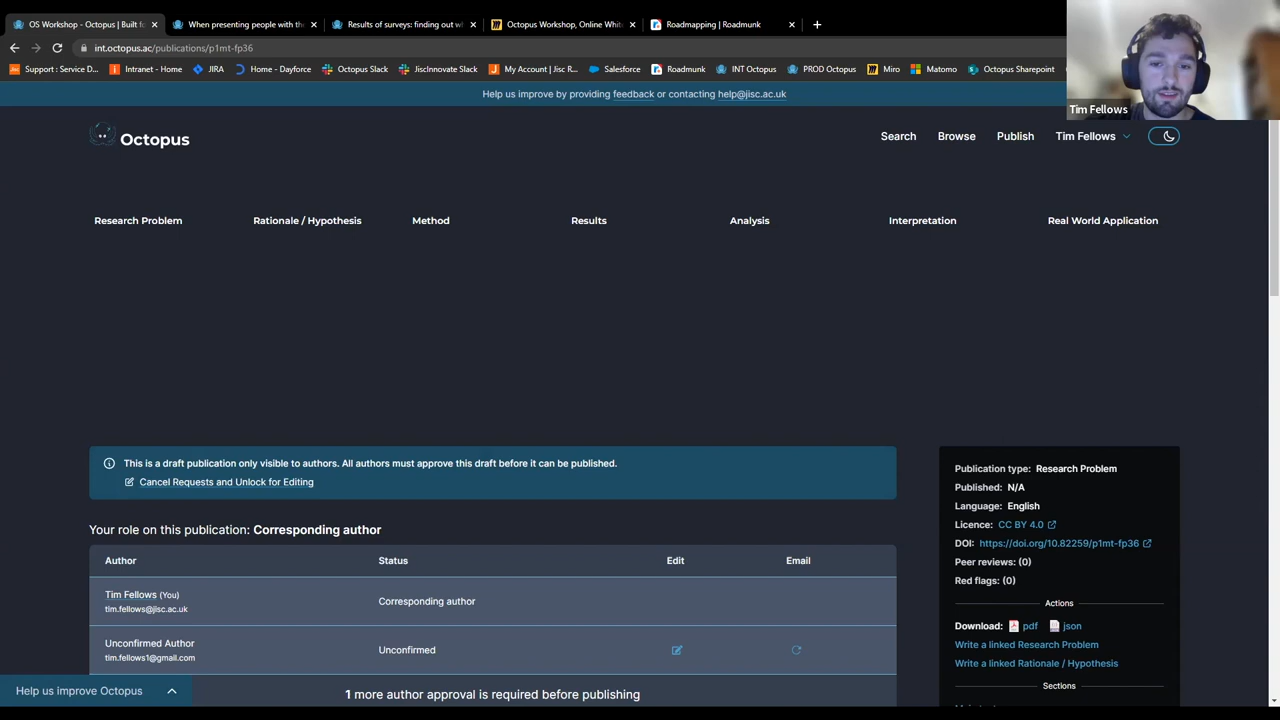 OS Workshop - Octopus | Built f
When presenting people with th
Results of surveys: finding out w
Octopus Workshop, Online Whit
Roadmapping | Roadmunk
int.octopus.ac/publications/p1mt-fp36
Support : Service D...
Intranet - Home
JIRA
Home - Dayforce
Octopus Slack
JiscInnovate Slack
My Account | Jisc R...
Salesforce
Roadmunk
INT Octopus
PROD Octopus
Miro
Matomo
Octopus Sharepoint
Tim Fellows
Help us improve by providing feedback or contacting help@jisc.ac.uk
Octopus
Search
Browse
Publish
Tim Fellows
Research Problem
Rationale / Hypothesis
Method
Results
Analysis
Interpretation
Real World Application
This is a draft publication only visible to authors. All authors must approve this draft before it can be published.
Cancel Requests and Unlock for Editing
Your role on this publication: Corresponding author
Author
Status
Edit
Email
Tim Fellows (You)
tim.fellows@jisc.ac.uk
Corresponding author
Unconfirmed Author
tim.fellows1@gmail.com
Unconfirmed
1 more author approval is required before publishing
Publication type: Research Problem
Published: N/A
Language: English
Licence: CC BY 4.0
DOI: https://doi.org/10.82259/p1mt-fp36
Peer reviews: (0)
Red flags: (0)
Actions
Download: pdf json
Write a linked Research Problem
Write a linked Rationale / Hypothesis
Sections
Help us improve Octopus